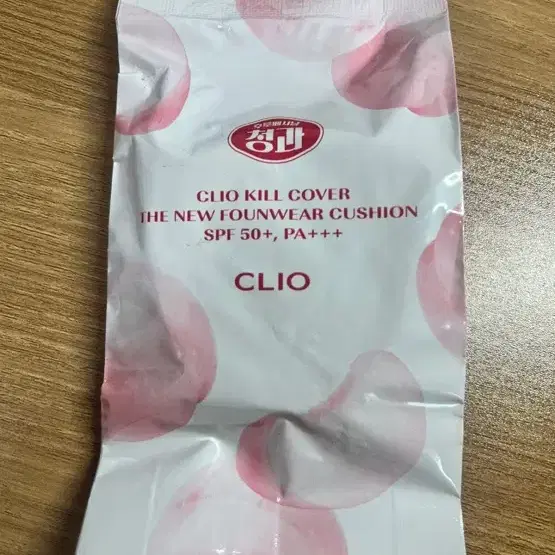 청과
CLIO KILL COVER
THE NEW FOUNWEAR CUSHION
SPF 50+, PA+++
CLIO